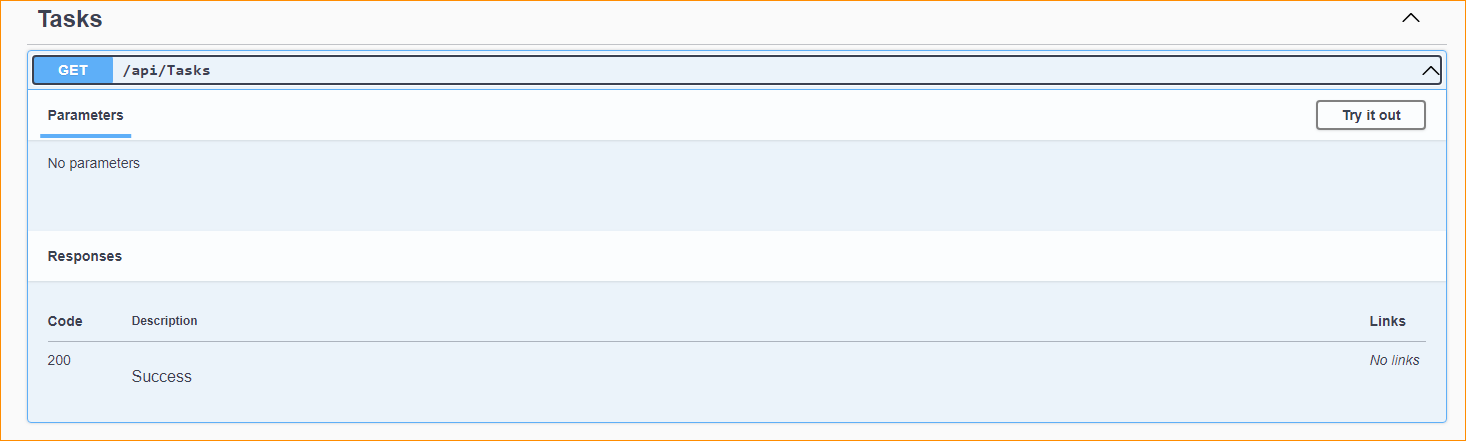 Tasks
GET /api/Tasks
Parameters Try it out
No parameters
Responses
Code Description Links
200 No links
Success